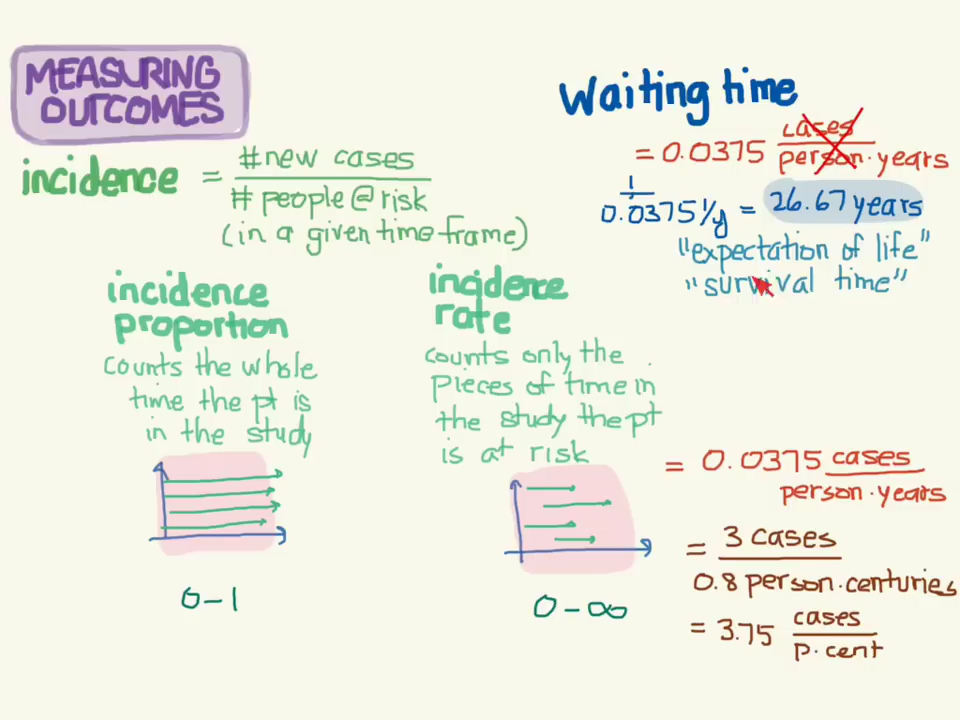 MEASURING
OUTCOMES
incidence = #new cases
# people @ risk
(in a given time frame)
incidence
proportion
counts the whole
time the pt is
in the study
0-1
incidence
rate
counts only the
pieces of time in
the study the pt
is at risk
0-∞
Waiting time
= 0.0375 cases
person.years
1
0.0375 1/y = 26.67 years
"expectation of life"
"survival time"
= 0.0375 cases
person.years
= 3 cases
0.8 person.centuries
= 3.75 cases
p.cent